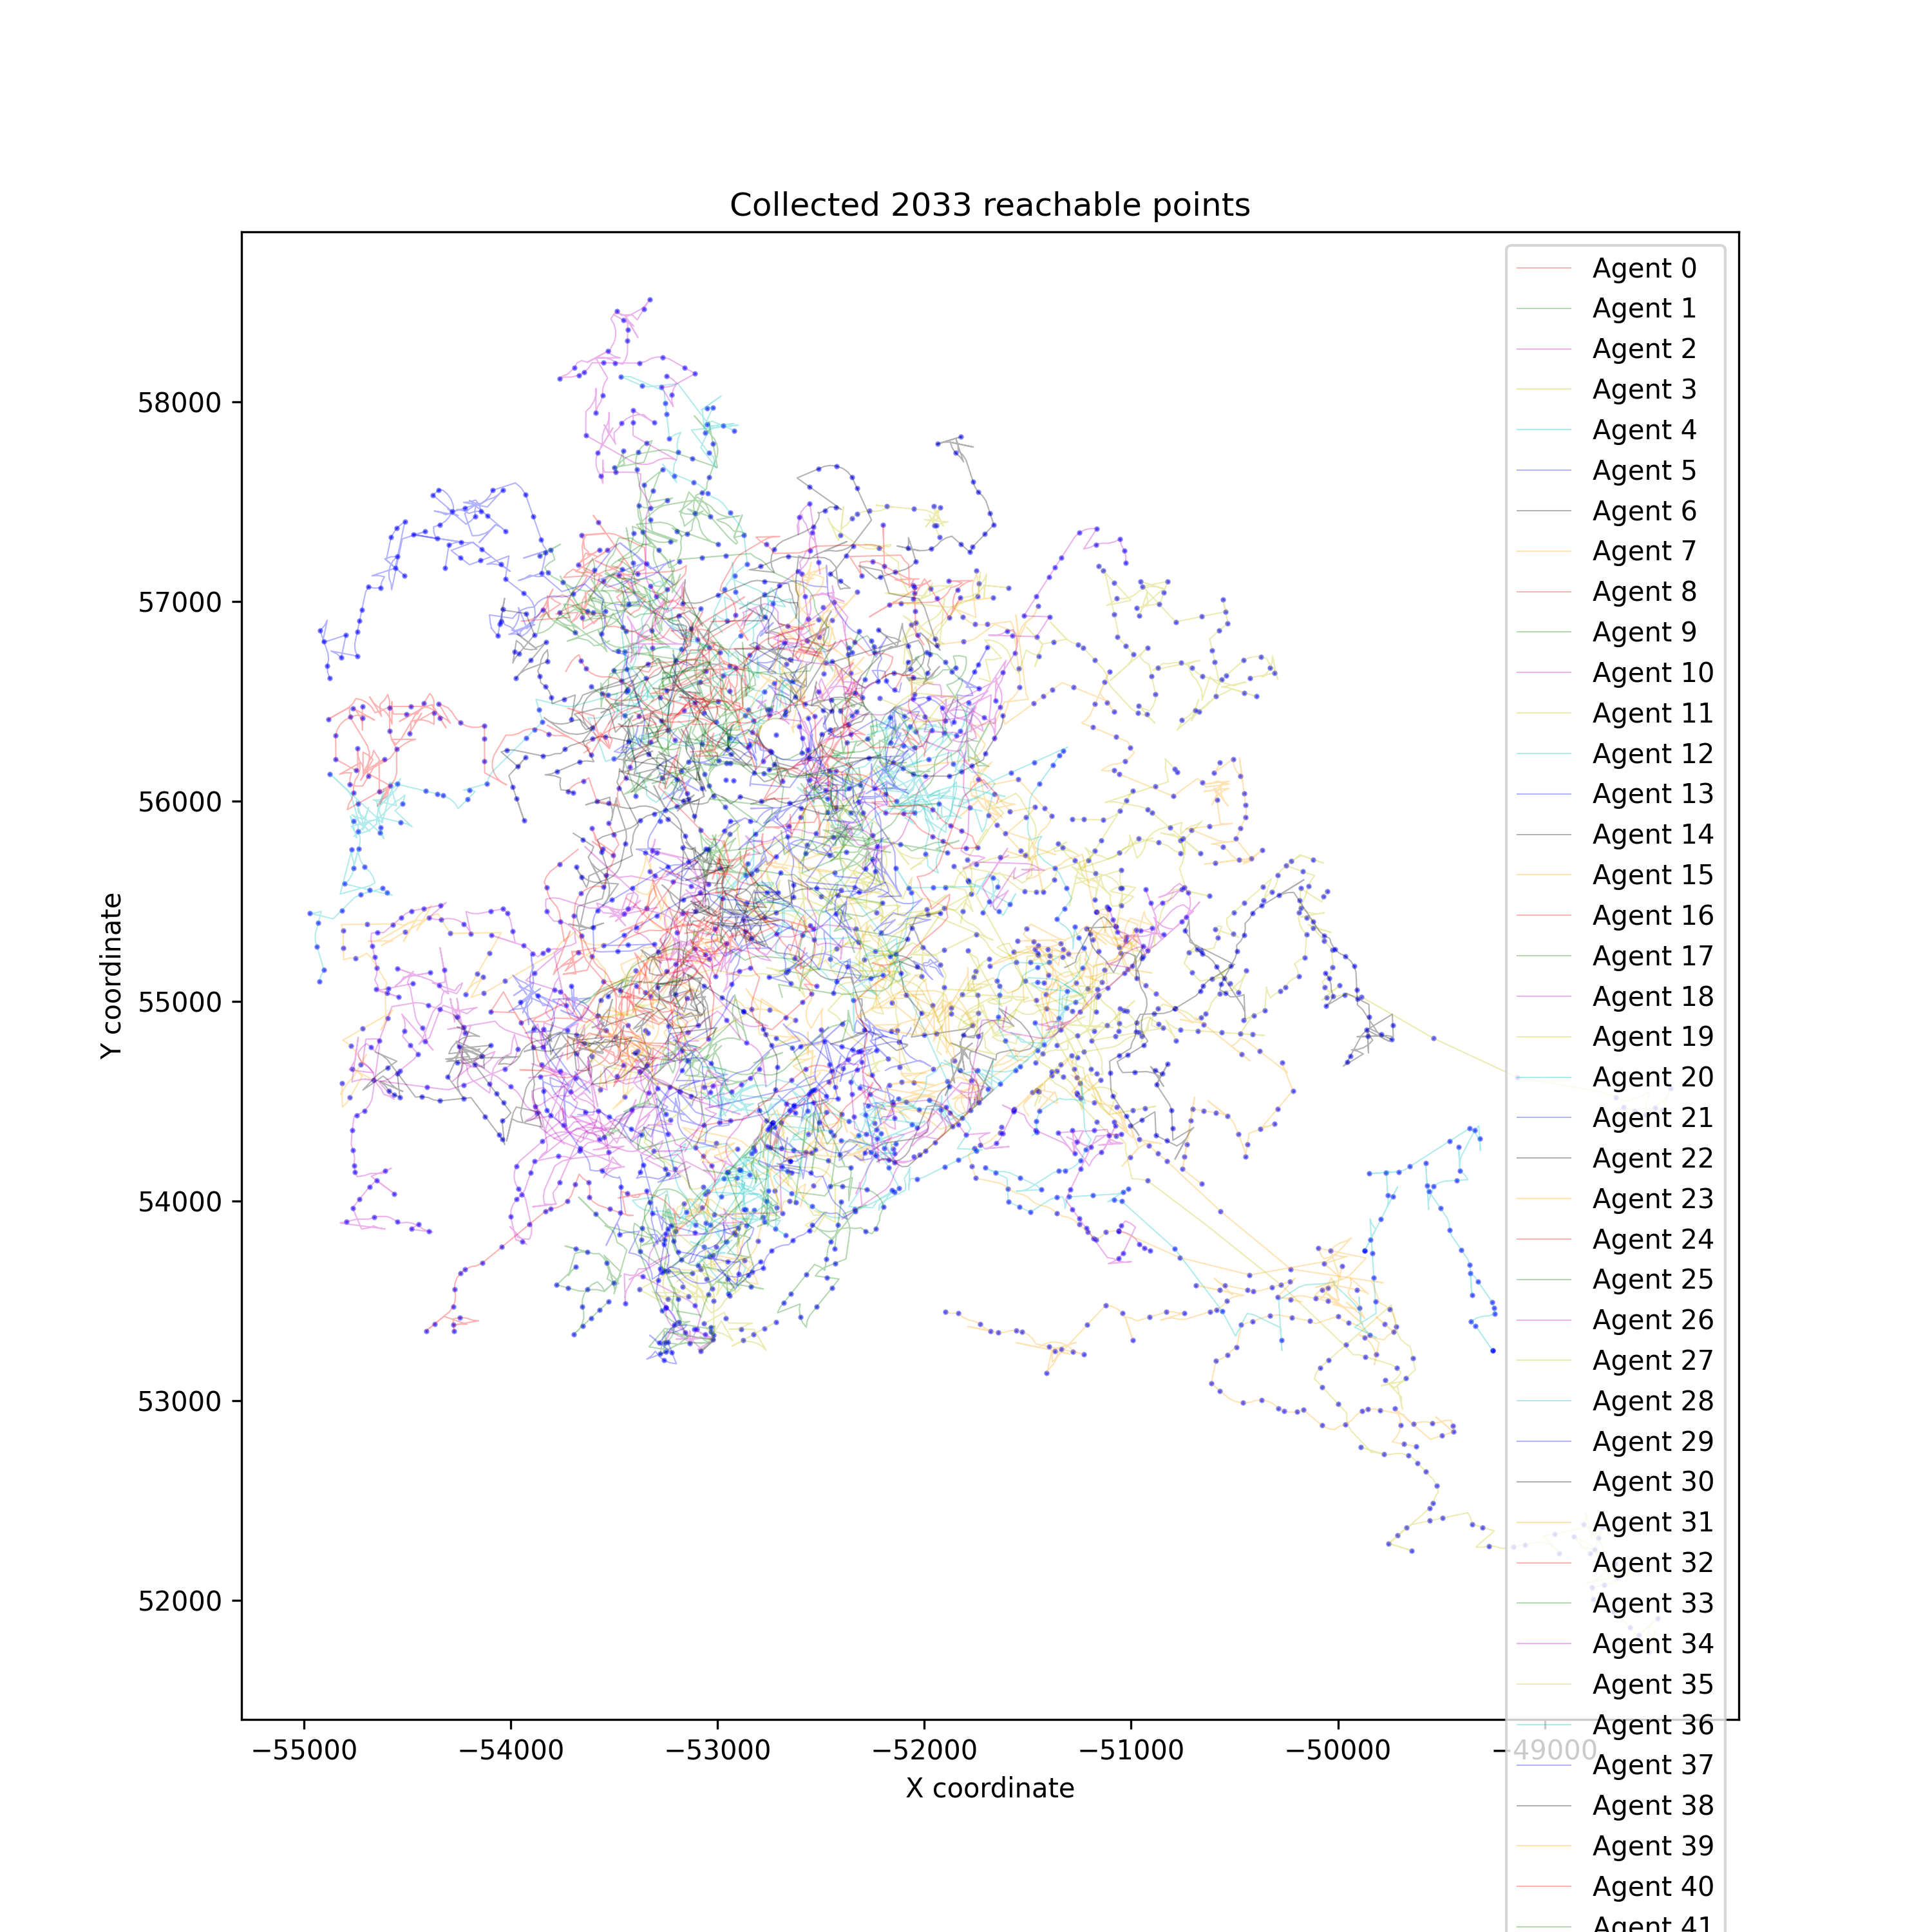 Collected 2033 reachable points
Y coordinate
58000
57000
56000
55000
54000
53000
52000
−55000
−54000
−53000
−52000
−51000
−50000
−49000
X coordinate
Agent 0
Agent 1
Agent 2
Agent 3
Agent 4
Agent 5
Agent 6
Agent 7
Agent 8
Agent 9
Agent 10
Agent 11
Agent 12
Agent 13
Agent 14
Agent 15
Agent 16
Agent 17
Agent 18
Agent 19
Agent 20
Agent 21
Agent 22
Agent 23
Agent 24
Agent 25
Agent 26
Agent 27
Agent 28
Agent 29
Agent 30
Agent 31
Agent 32
Agent 33
Agent 34
Agent 35
Agent 36
Agent 37
Agent 38
Agent 39
Agent 40
Agent 41